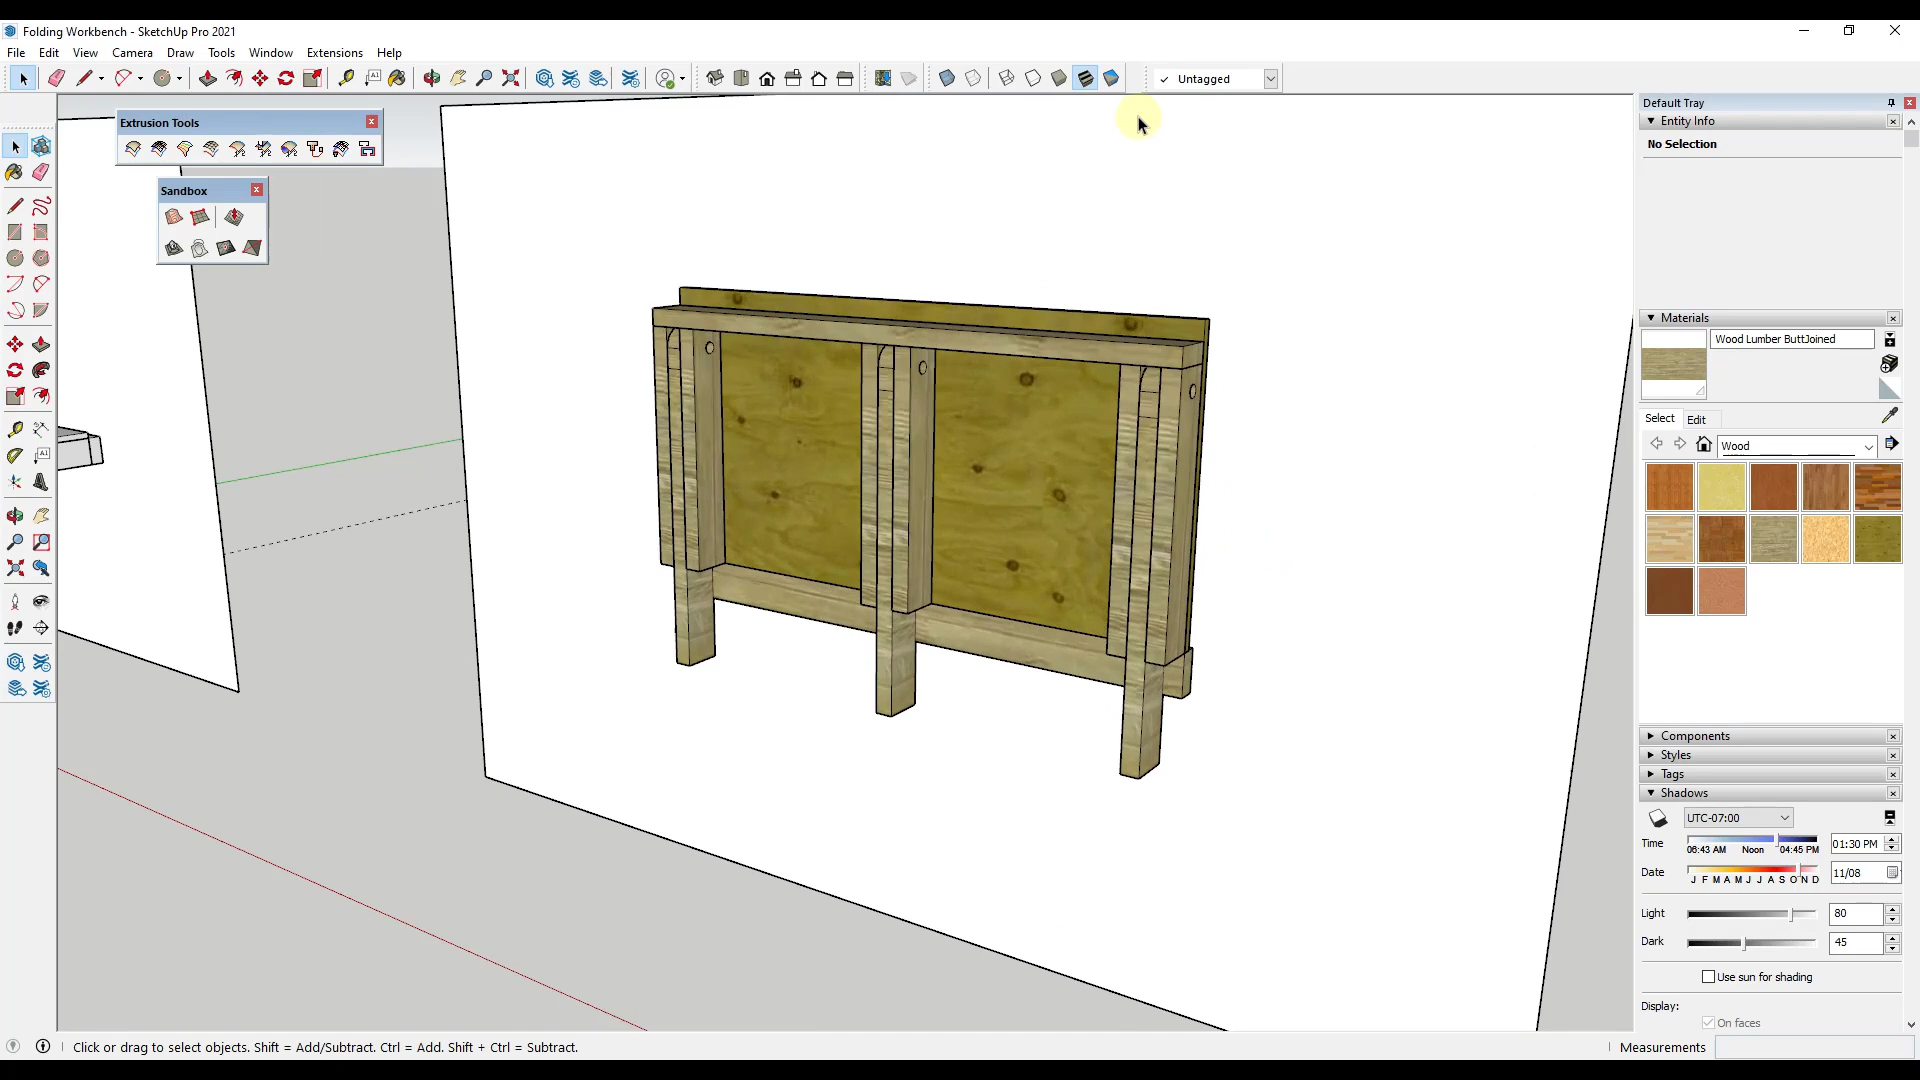 Folding Workbench - SketchUp Pro 2021
File Edit View Camera Draw Tools Window Extensions Help
Untagged
Extrusion Tools
Sandbox
Default Tray
Entity Info
No Selection
Materials
Wood Lumber ButtJoined
Select Edit
Wood
Components
Styles
Tags
Shadows
UTC-07:00
Time 06:43 AM Noon 04:45 PM 01:30 PM
Date J F M A M J J A S O N D 11/08
Light 80
Dark 45
Use sun for shading
Display:
On faces
Click or drag to select objects. Shift = Add/Subtract. Ctrl = Add. Shift + Ctrl = Subtract.
Measurements